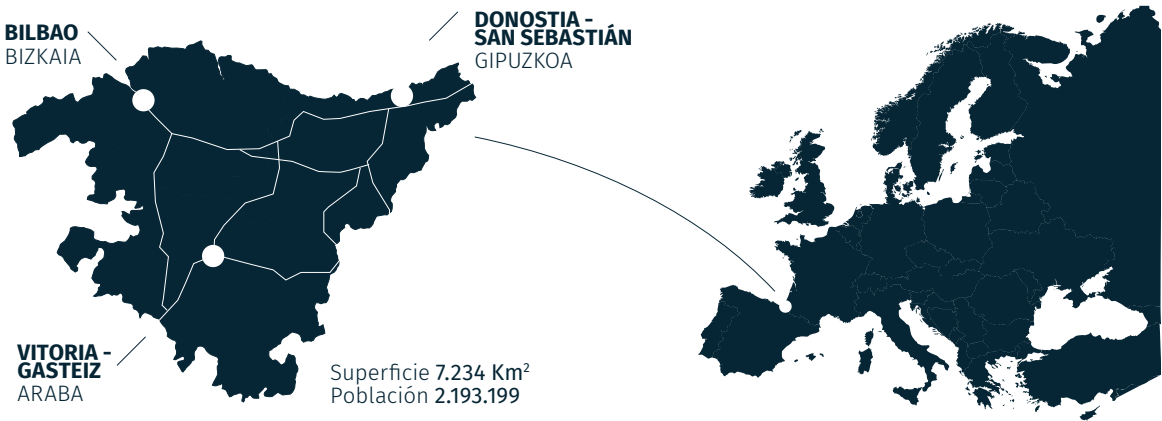 BILBAO
BIZKAIA
DONOSTIA -
SAN SEBASTIÁN
GIPUZKOA
VITORIA -
GASTEIZ
ARABA
Superficie 7.234 Km²
Población 2.193.199